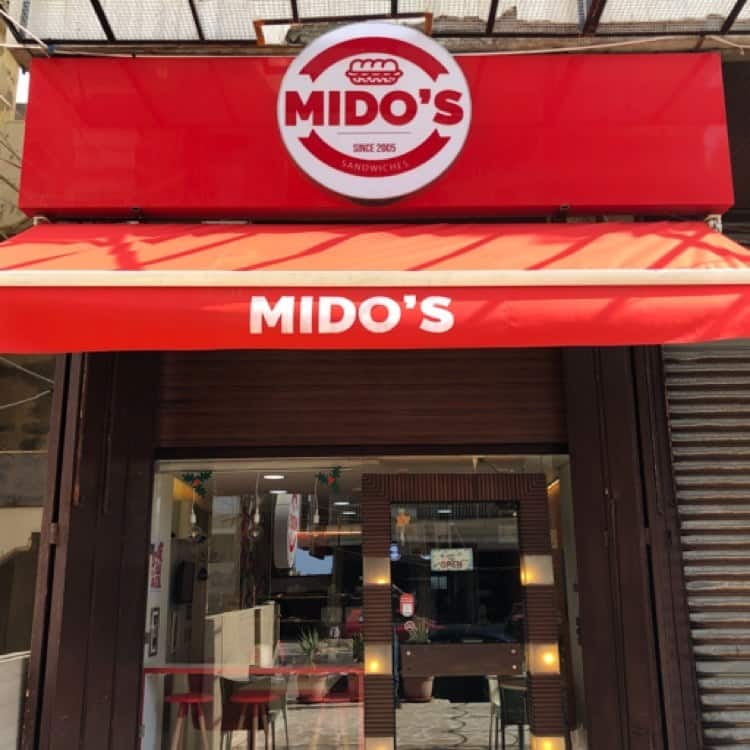 MIDO'S
SINCE 2005
SANDWICHES
MIDO'S
OPEN